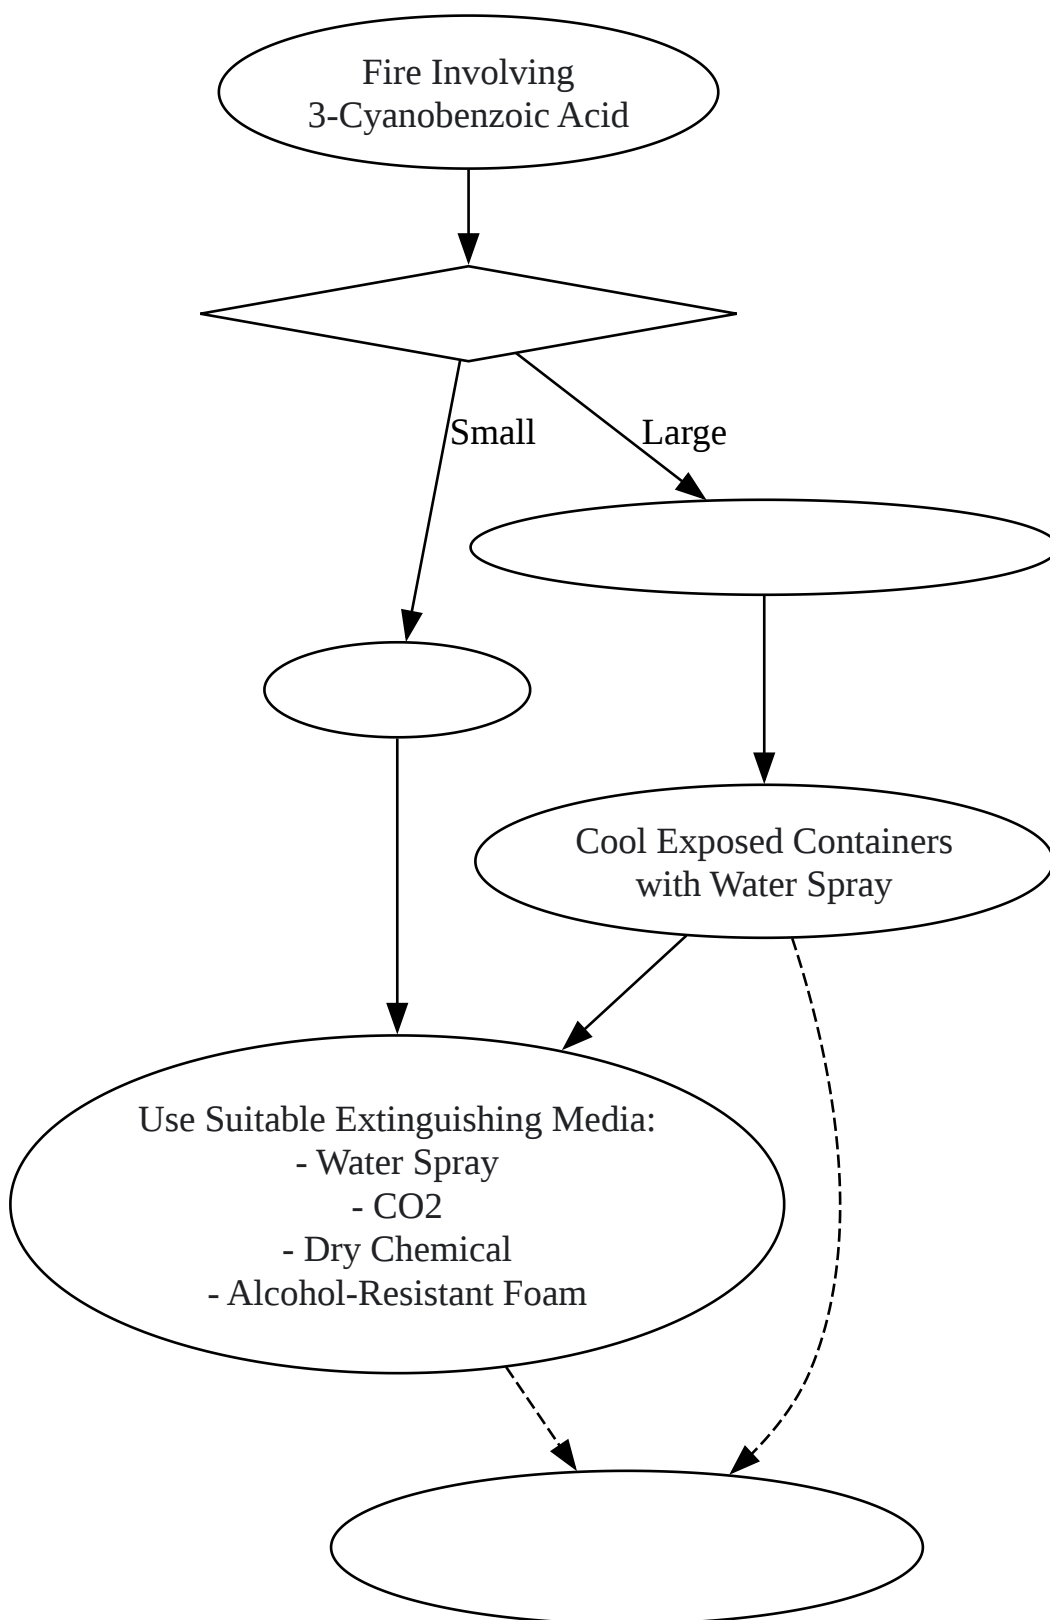 Fire Involving
3-Cyanobenzoic Acid
Small
Large
Cool Exposed Containers
with Water Spray
Use Suitable Extinguishing Media:
- Water Spray
- CO2
- Dry Chemical
- Alcohol-Resistant Foam